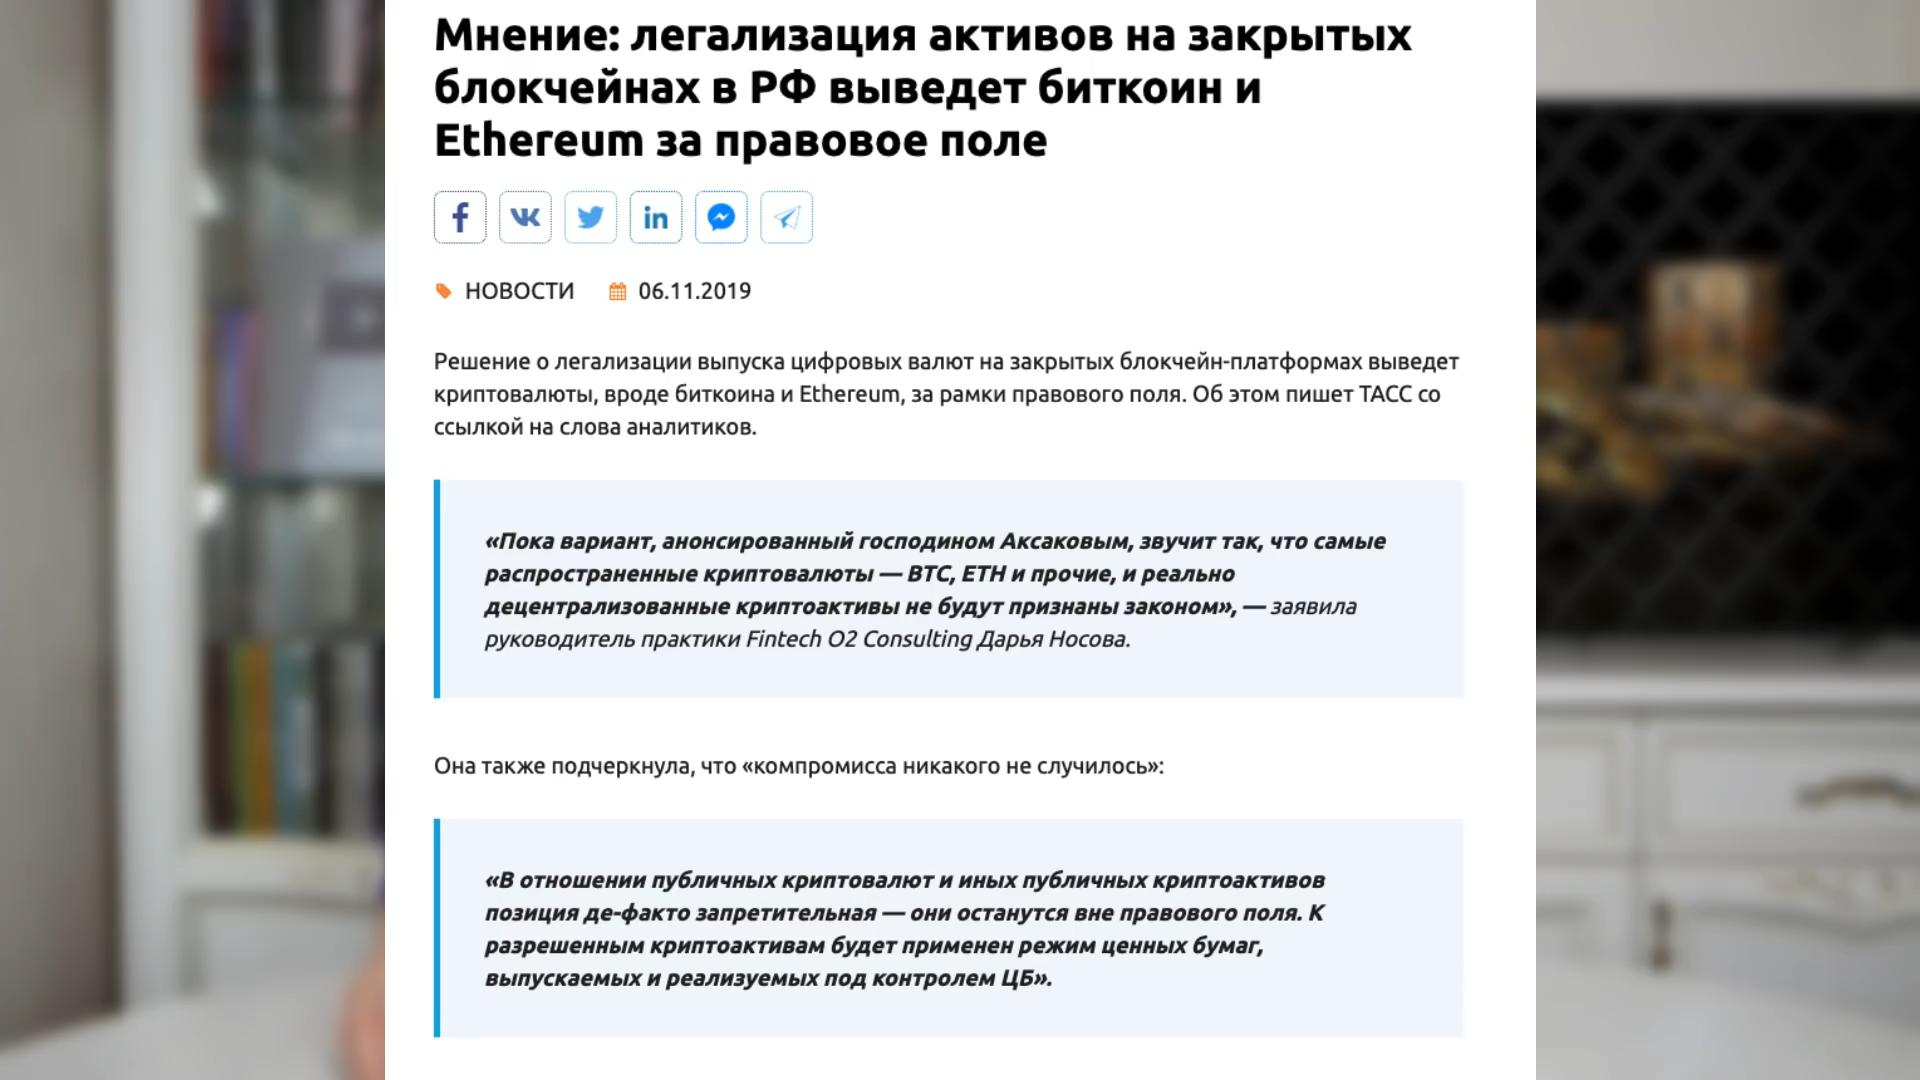 Мнение: легализация активов на закрытых
блокчейнах в РФ выведет биткоин и
Ethereum за правовое поле
НОВОСТИ 06.11.2019
Решение о легализации выпуска цифровых валют на закрытых блокчейн-платформах выведет
криптовалюты, вроде биткоина и Ethereum, за рамки правового поля. Об этом пишет ТАСС со
ссылкой на слова аналитиков.
«Пока вариант, анонсированный господином Аксаковым, звучит так, что самые
распространенные криптовалюты — BTC, ETH и прочие, и реально
децентрализованные криптоактивы не будут признаны законом», — заявила
руководитель практики Fintech O2 Consulting Дарья Носова.
Она также подчеркнула, что «компромисса никакого не случилось»:
«В отношении публичных криптовалют и иных публичных криптоактивов
позиция де-факто запретительная — они останутся вне правового поля. К
разрешенным криптоактивам будет применен режим ценных бумаг,
выпускаемых и реализуемых под контролем ЦБ».